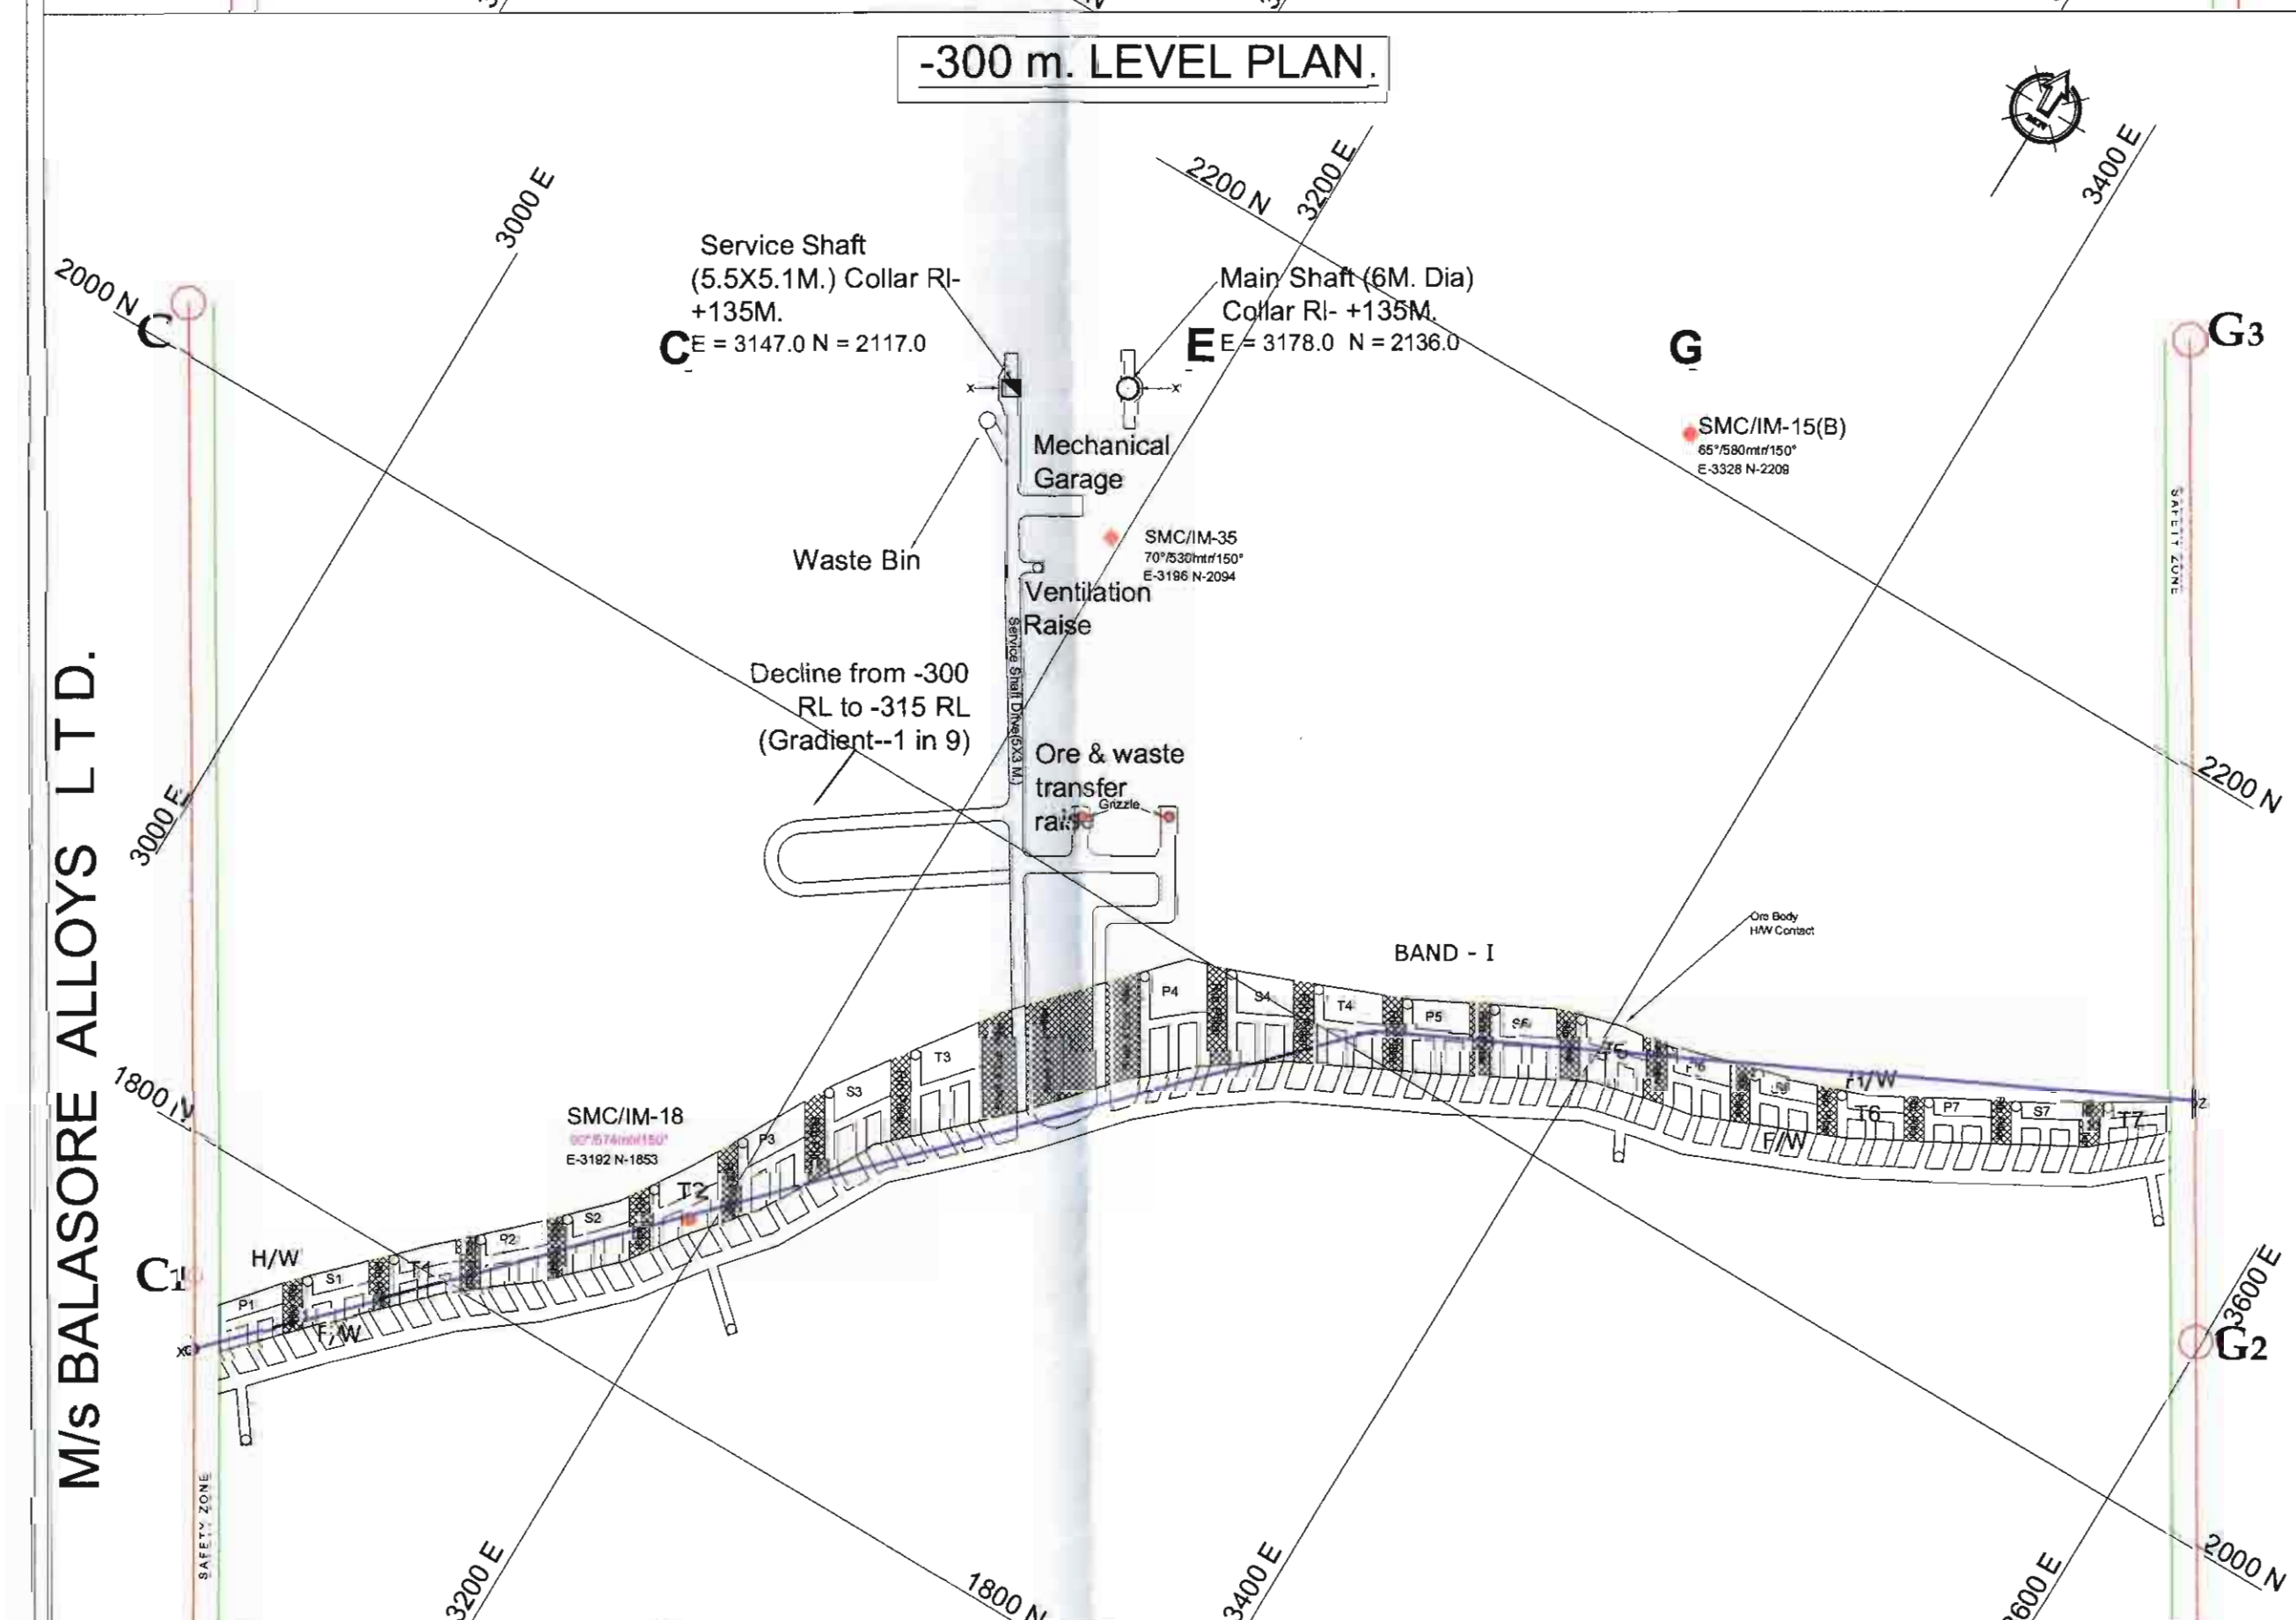 -300 m. LEVEL PLAN.
3000 E
2200 N
3200 E
3400 E
2000 N
C
Service Shaft
(5.5X5.1M.) Collar Rl-
+135M.
C E = 3147.0 N = 2117.0
Main Shaft (6M. Dia)
Collar Rl- +135M.
E E = 3178.0 N = 2136.0
G
G3
X
X'
SMC/IM-15(B)
65°/580mtr/150°
E-3328 N-2209
Mechanical
Garage
SAFETY ZONE
Waste Bin
SMC/IM-35
70°/530mtr/150°
E-3196 N-2094
Ventilation
Raise
Service Shaft Drive(5X3 M.)
Decline from -300
RL to -315 RL
(Gradient--1 in 9)
Ore & waste
transfer
raise
Grizzle
3000 E
2200 N
M/s BALASORE ALLOYS LTD.
Ore Body
H/W Contact
BAND - I
P4
S4
T4
P5
T5
T3
S3
P3
1800 N
SMC/IM-18
90°/574mtr/150°
E-3192 N-1853
T2
S2
P2
H/W
F/W
T6
P7
S7
T7
Z
H/W
C1
S1
T1
P1
F/W
3600 E
G2
SAFETY ZONE
3200 E
1800 N
3400 E
3600 E
2000 N